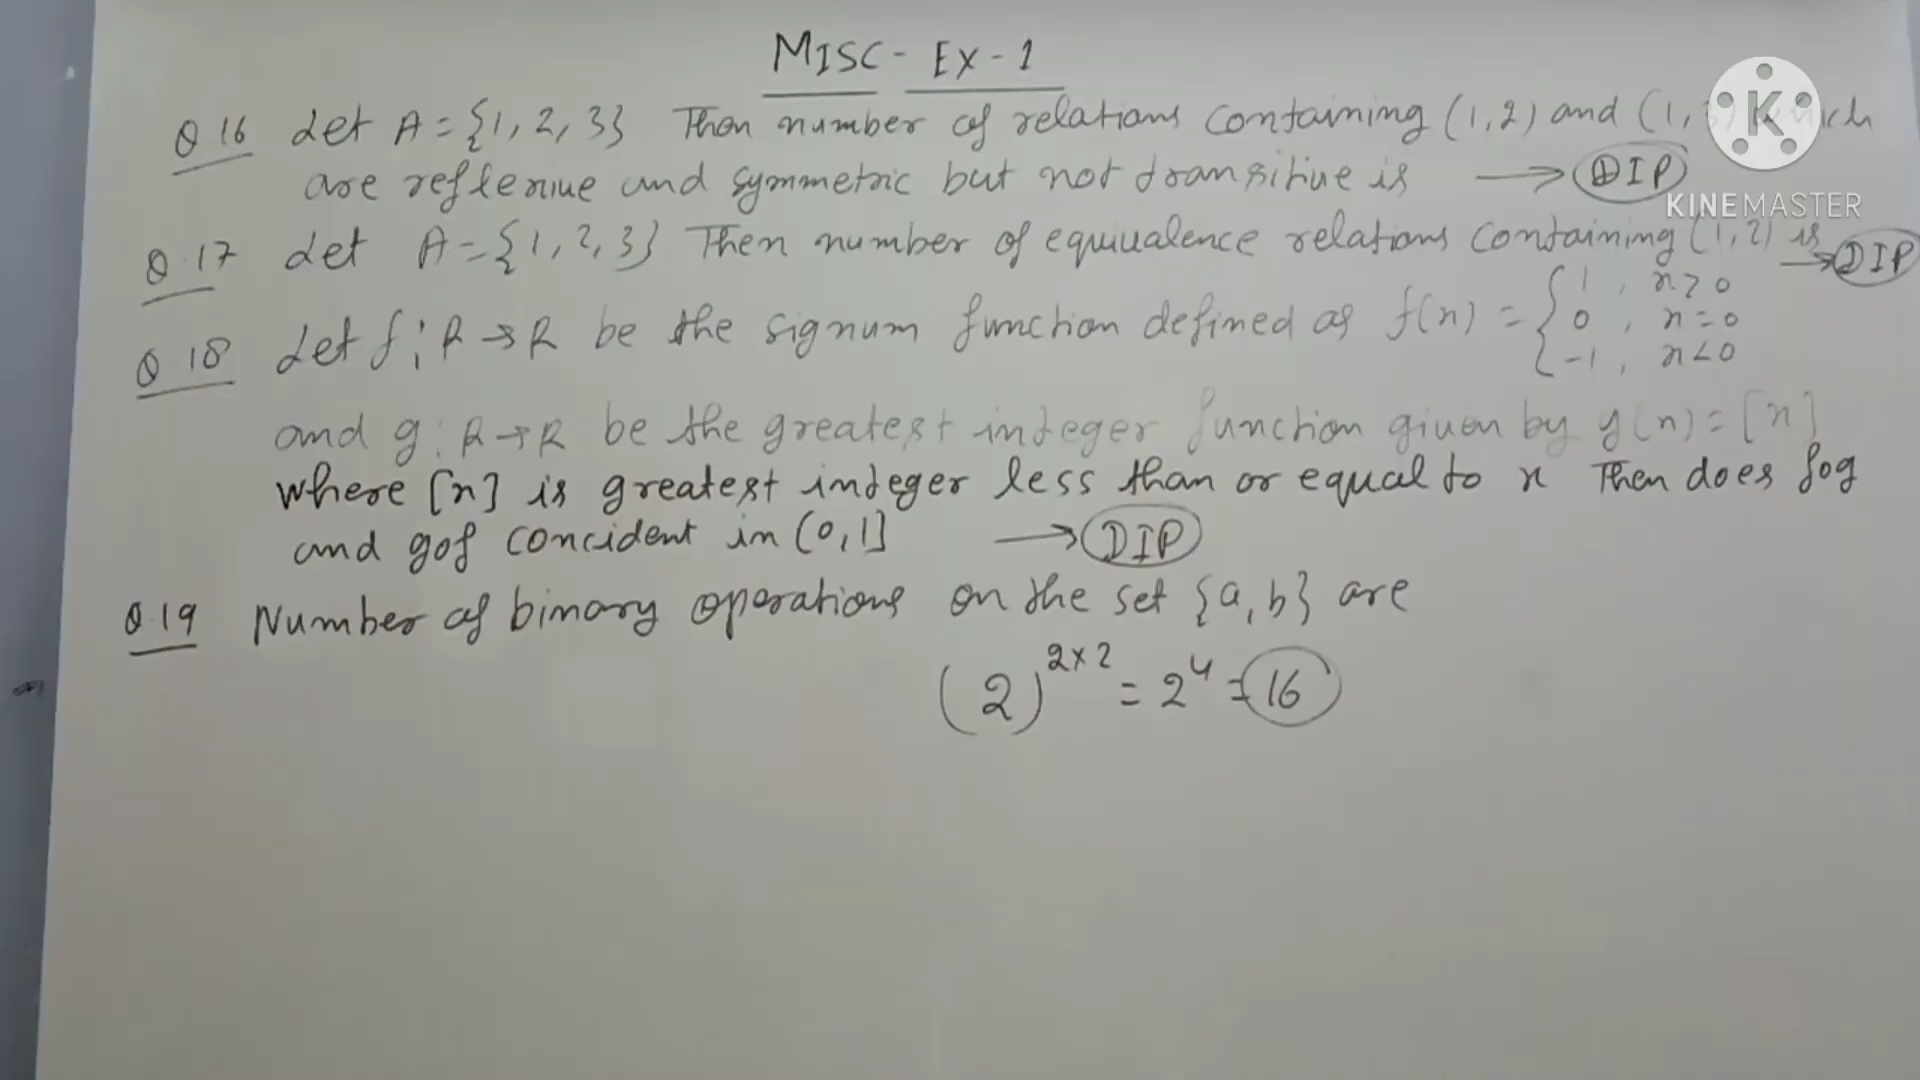 MISC - EX - 1
Q 16 Let A = {1, 2, 3} Then number of relations containing (1,2) and (1,
are reflexive and symmetric but not transitive is → DIP
KINEMASTER
Q. 17 Let A = {1, 2, 3} Then number of equivalence relations containing (1,2) is → DIP
Q. 18 Let f: R → R be the signum function defined as f(x) = { 1, x > 0
0, x = 0
-1, x < 0
and g: R → R be the greatest integer function given by g(x) = [x]
where [x] is greatest integer less than or equal to x Then does fog
and gof concident in (0,1] → DIP
Q. 19 Number of binary operations on the set {a, b} are
(2)^2×2 = 2^4 = 16